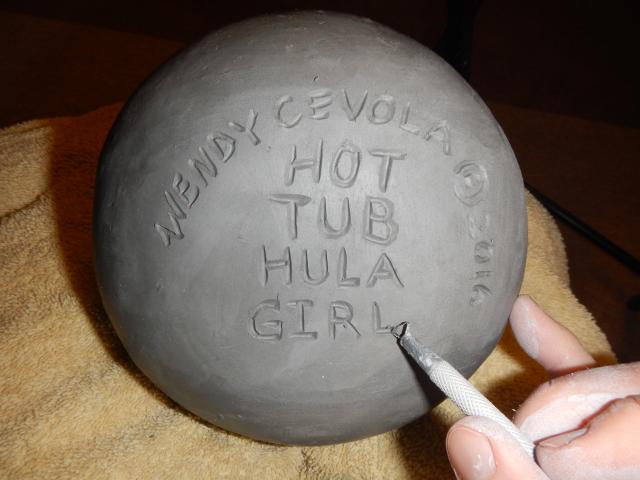 WENDY CEVOLA © 2016
HOT
TUB
HULA
GIRL